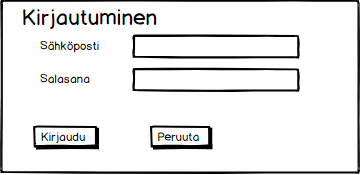 Kirjautuminen
Sähköposti
Salasana
Kirjaudu
Peruuta